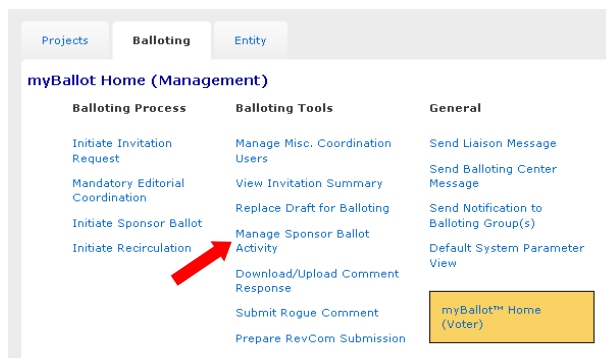 Projects
Balloting
Entity
myBallot Home (Management)
Balloting Process
Initiate Invitation
Request
Mandatory Editorial
Coordination
Initiate Sponsor Ballot
Initiate Recirculation
Balloting Tools
Manage Misc. Coordination
Users
View Invitation Summary
Replace Draft for Balloting
Manage Sponsor Ballot
Activity
Download/Upload Comment
Response
Submit Rogue Comment
Prepare RevCom Submission
General
Send Liaison Message
Send Balloting Center
Message
Send Notification to
Balloting Group(s)
Default System Parameter
View
myBallot™ Home
(Voter)